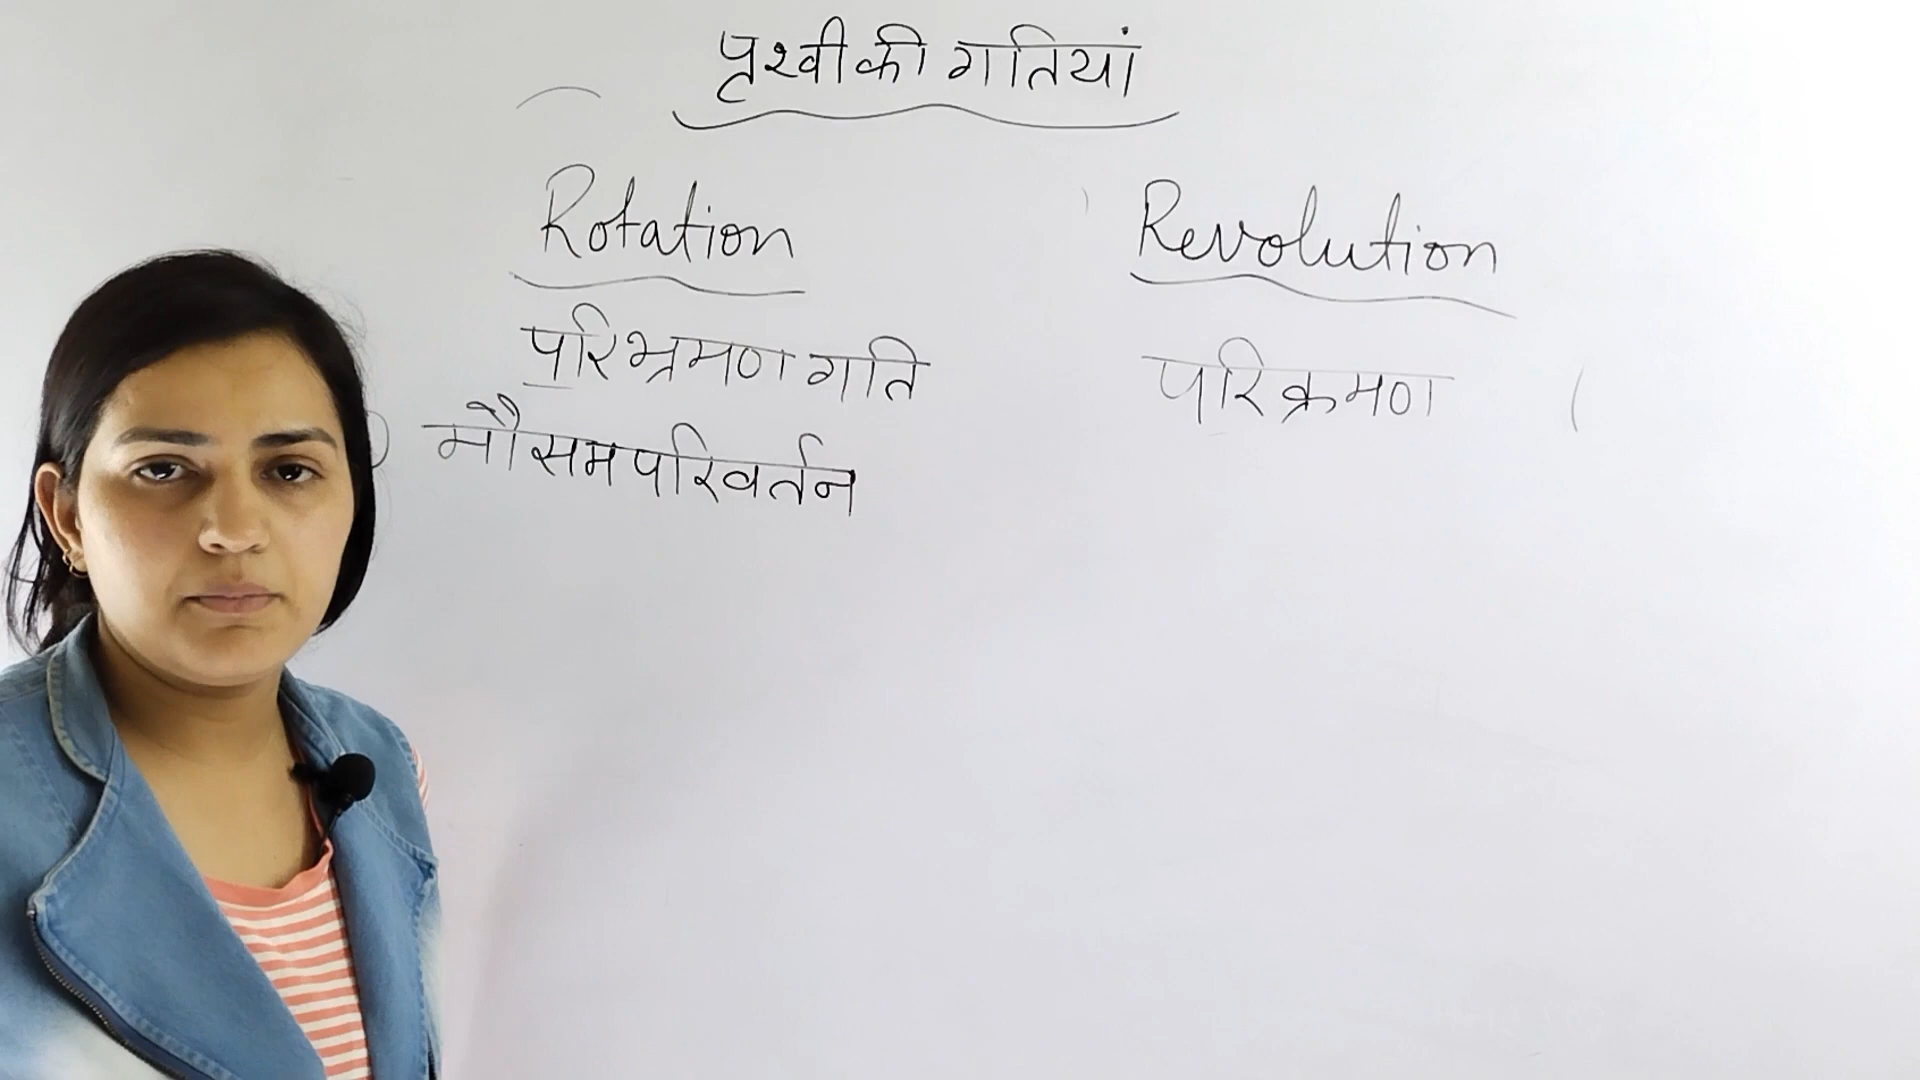 पृथ्वी की गतियां
Rotation
परिभ्रमण गति
मौसम परिवर्तन
Revolution
परिक्रमण